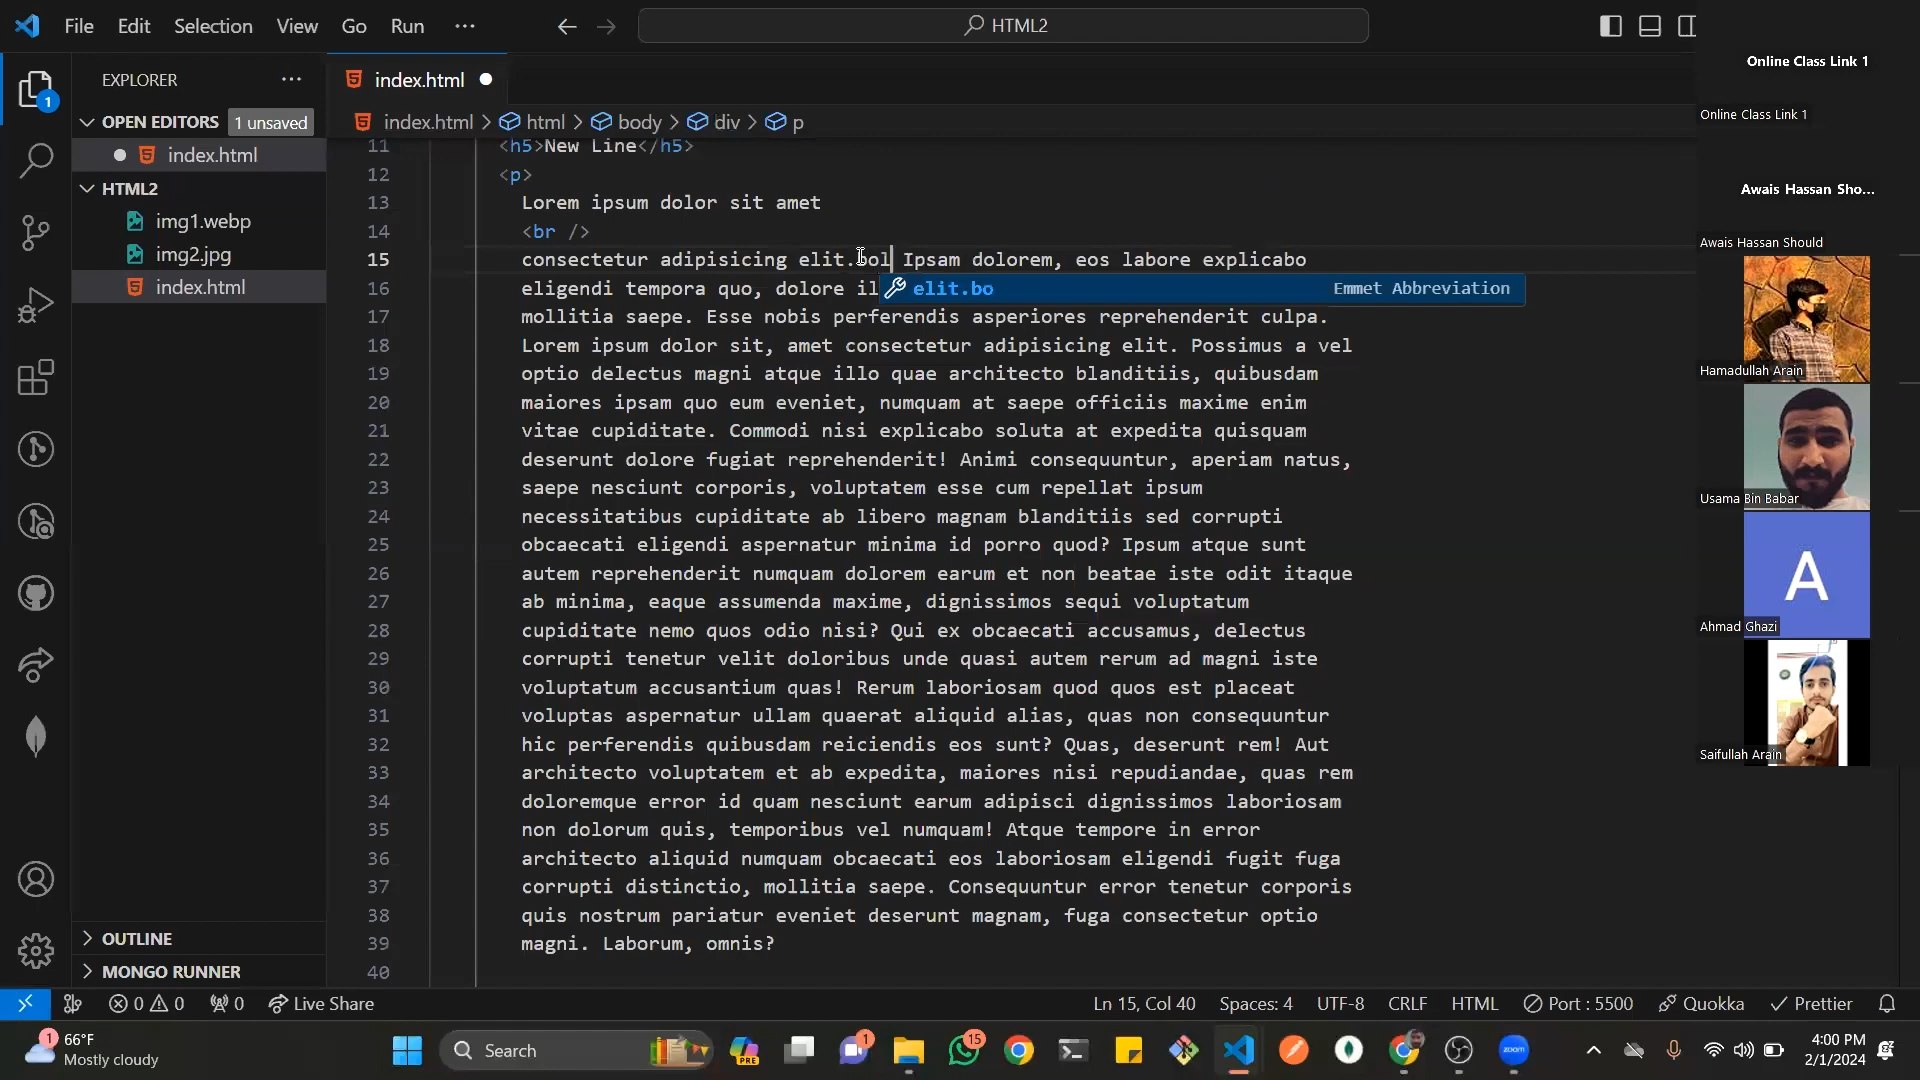 File Edit Selection View Go Run ···
HTML2
Online Class Link 1
Online Class Link 1
Awais Hassan Sho...
Awais Hassan Should
Hamadullah Arain
Usama Bin Babar
A
Ahmad Ghazi
Saifullah Arain
EXPLORER ···
1
OPEN EDITORS 1 unsaved
index.html
HTML2
img1.webp
img2.jpg
index.html
OUTLINE
MONGO RUNNER
index.html
index.html > html > body > div > p
11 <h5>New Line</h5>
12 <p>
13 Lorem ipsum dolor sit amet
14 <br />
15 consectetur adipisicing elit.bol Ipsam dolorem, eos labore explicabo
elit.bo Emmet Abbreviation
16 eligendi tempora quo, dolore il
17 mollitia saepe. Esse nobis perferendis asperiores reprehenderit culpa.
18 Lorem ipsum dolor sit, amet consectetur adipisicing elit. Possimus a vel
19 optio delectus magni atque illo quae architecto blanditiis, quibusdam
20 maiores ipsam quo eum eveniet, numquam at saepe officiis maxime enim
21 vitae cupiditate. Commodi nisi explicabo soluta at expedita quisquam
22 deserunt dolore fugiat reprehenderit! Animi consequuntur, aperiam natus,
23 saepe nesciunt corporis, voluptatem esse cum repellat ipsum
24 necessitatibus cupiditate ab libero magnam blanditiis sed corrupti
25 obcaecati eligendi aspernatur minima id porro quod? Ipsum atque sunt
26 autem reprehenderit numquam dolorem earum et non beatae iste odit itaque
27 ab minima, eaque assumenda maxime, dignissimos sequi voluptatum
28 cupiditate nemo quos odio nisi? Qui ex obcaecati accusamus, delectus
29 corrupti tenetur velit doloribus unde quasi autem rerum ad magni iste
30 voluptatum accusantium quas! Rerum laboriosam quod quos est placeat
31 voluptas aspernatur ullam quaerat aliquid alias, quas non consequuntur
32 hic perferendis quibusdam reiciendis eos sunt? Quas, deserunt rem! Aut
33 architecto voluptatem et ab expedita, maiores nisi repudiandae, quas rem
34 doloremque error id quam nesciunt earum adipisci dignissimos laboriosam
35 non dolorum quis, temporibus vel numquam! Atque tempore in error
36 architecto aliquid numquam obcaecati eos laboriosam eligendi fugit fuga
37 corrupti distinctio, mollitia saepe. Consequuntur error tenetur corporis
38 quis nostrum pariatur eveniet deserunt magnam, fuga consectetur optio
39 magni. Laborum, omnis?
40
0 0 0 Live Share Ln 15, Col 40 Spaces: 4 UTF-8 CRLF HTML Port : 5500 Quokka Prettier
1 66°F
Mostly cloudy
Search
PRE
1
15
zoom
4:00 PM
2/1/2024